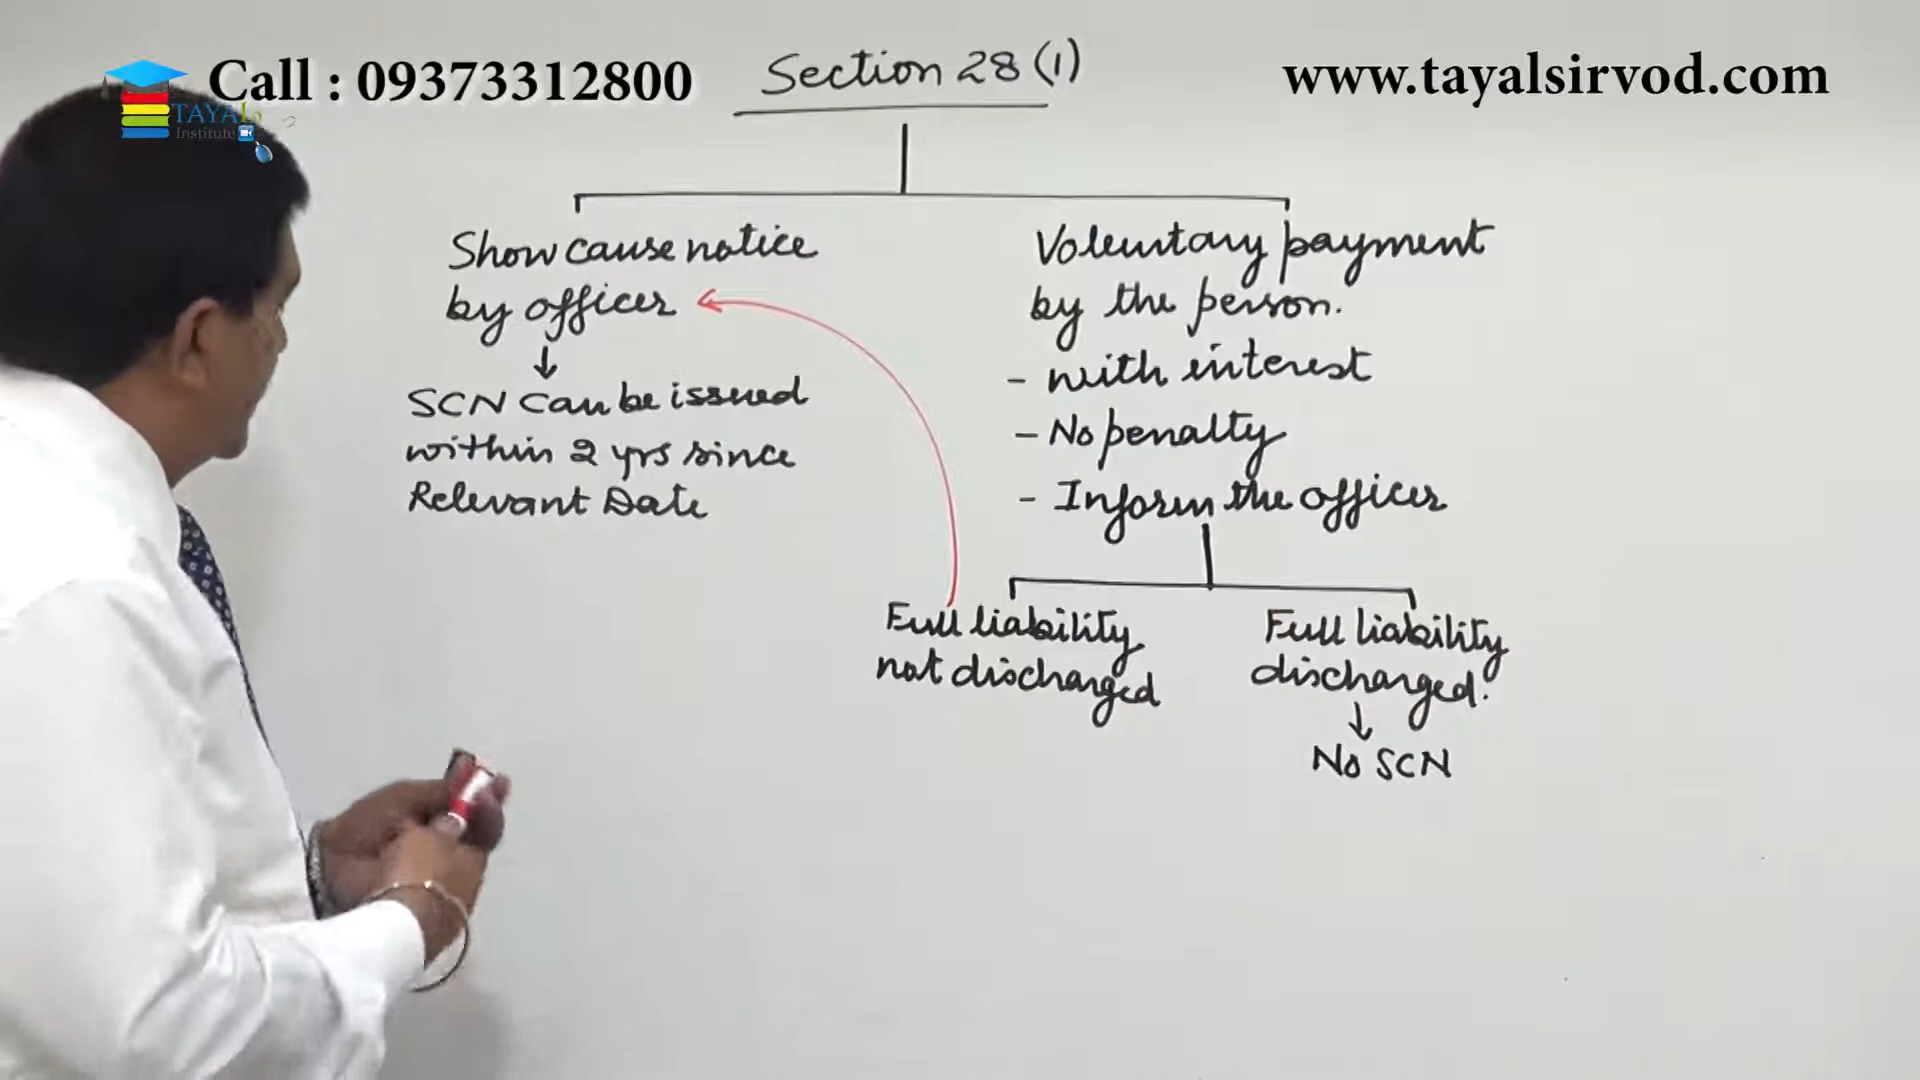 Call : 09373312800
www.tayalsirvod.com
TAYALs
Institute
Section 28 (1)
Show cause notice
by officer
SCN can be issued
within 2 yrs since
Relevant Date
Voluntary payment
by the person.
- with interest
- No penalty
- Inform the officer
Full liability
not discharged
Full liability
discharged.
No SCN